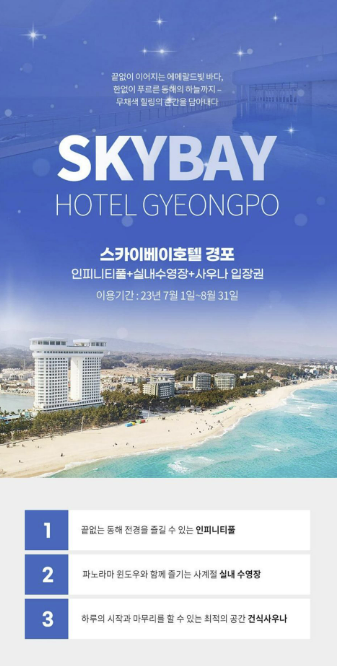 끝없이 이어지는 에메랄드빛 바다,
한없이 푸르른 동해의 하늘까지 ~
무채색 힐링의 공간을 담아내다
SKYBAY
HOTEL GYEONGPO
스카이베이호텔 경포
인피니티풀+실내수영장+사우나 입장권
이용기간 : 23년 7월 1일~8월 31일
1 끝없는 동해 전경을 즐길 수 있는 인피티풀
2 파노라마 윈도우와 함께 즐기는 사계절 실내 수영장
3 하루의 시작과 마무리를 할 수 있는 최적의 공간 건식사우나